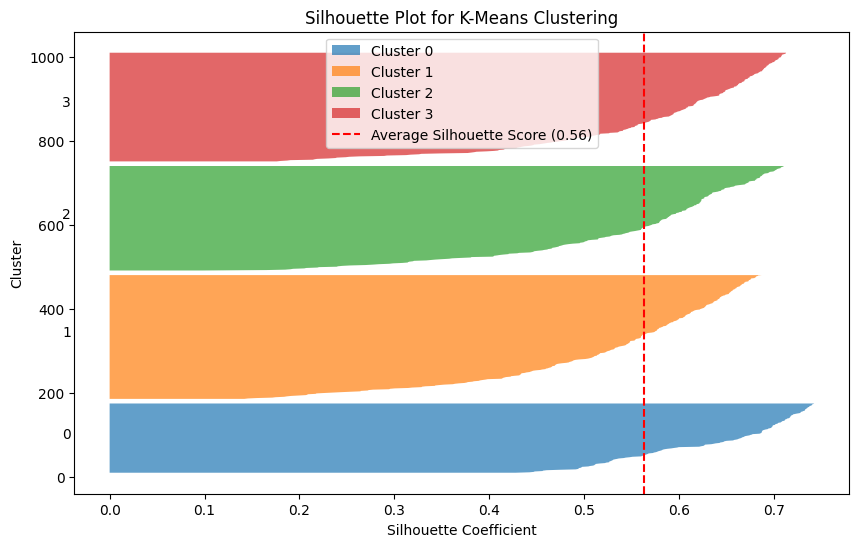 Silhouette Plot for K-Means Clustering
Cluster 0
Cluster 1
Cluster 2
Cluster 3
Average Silhouette Score (0.56)
Cluster
1000
3
800
2
600
400
1
200
0
0
0.0 0.1 0.2 0.3 0.4 0.5 0.6 0.7
Silhouette Coefficient